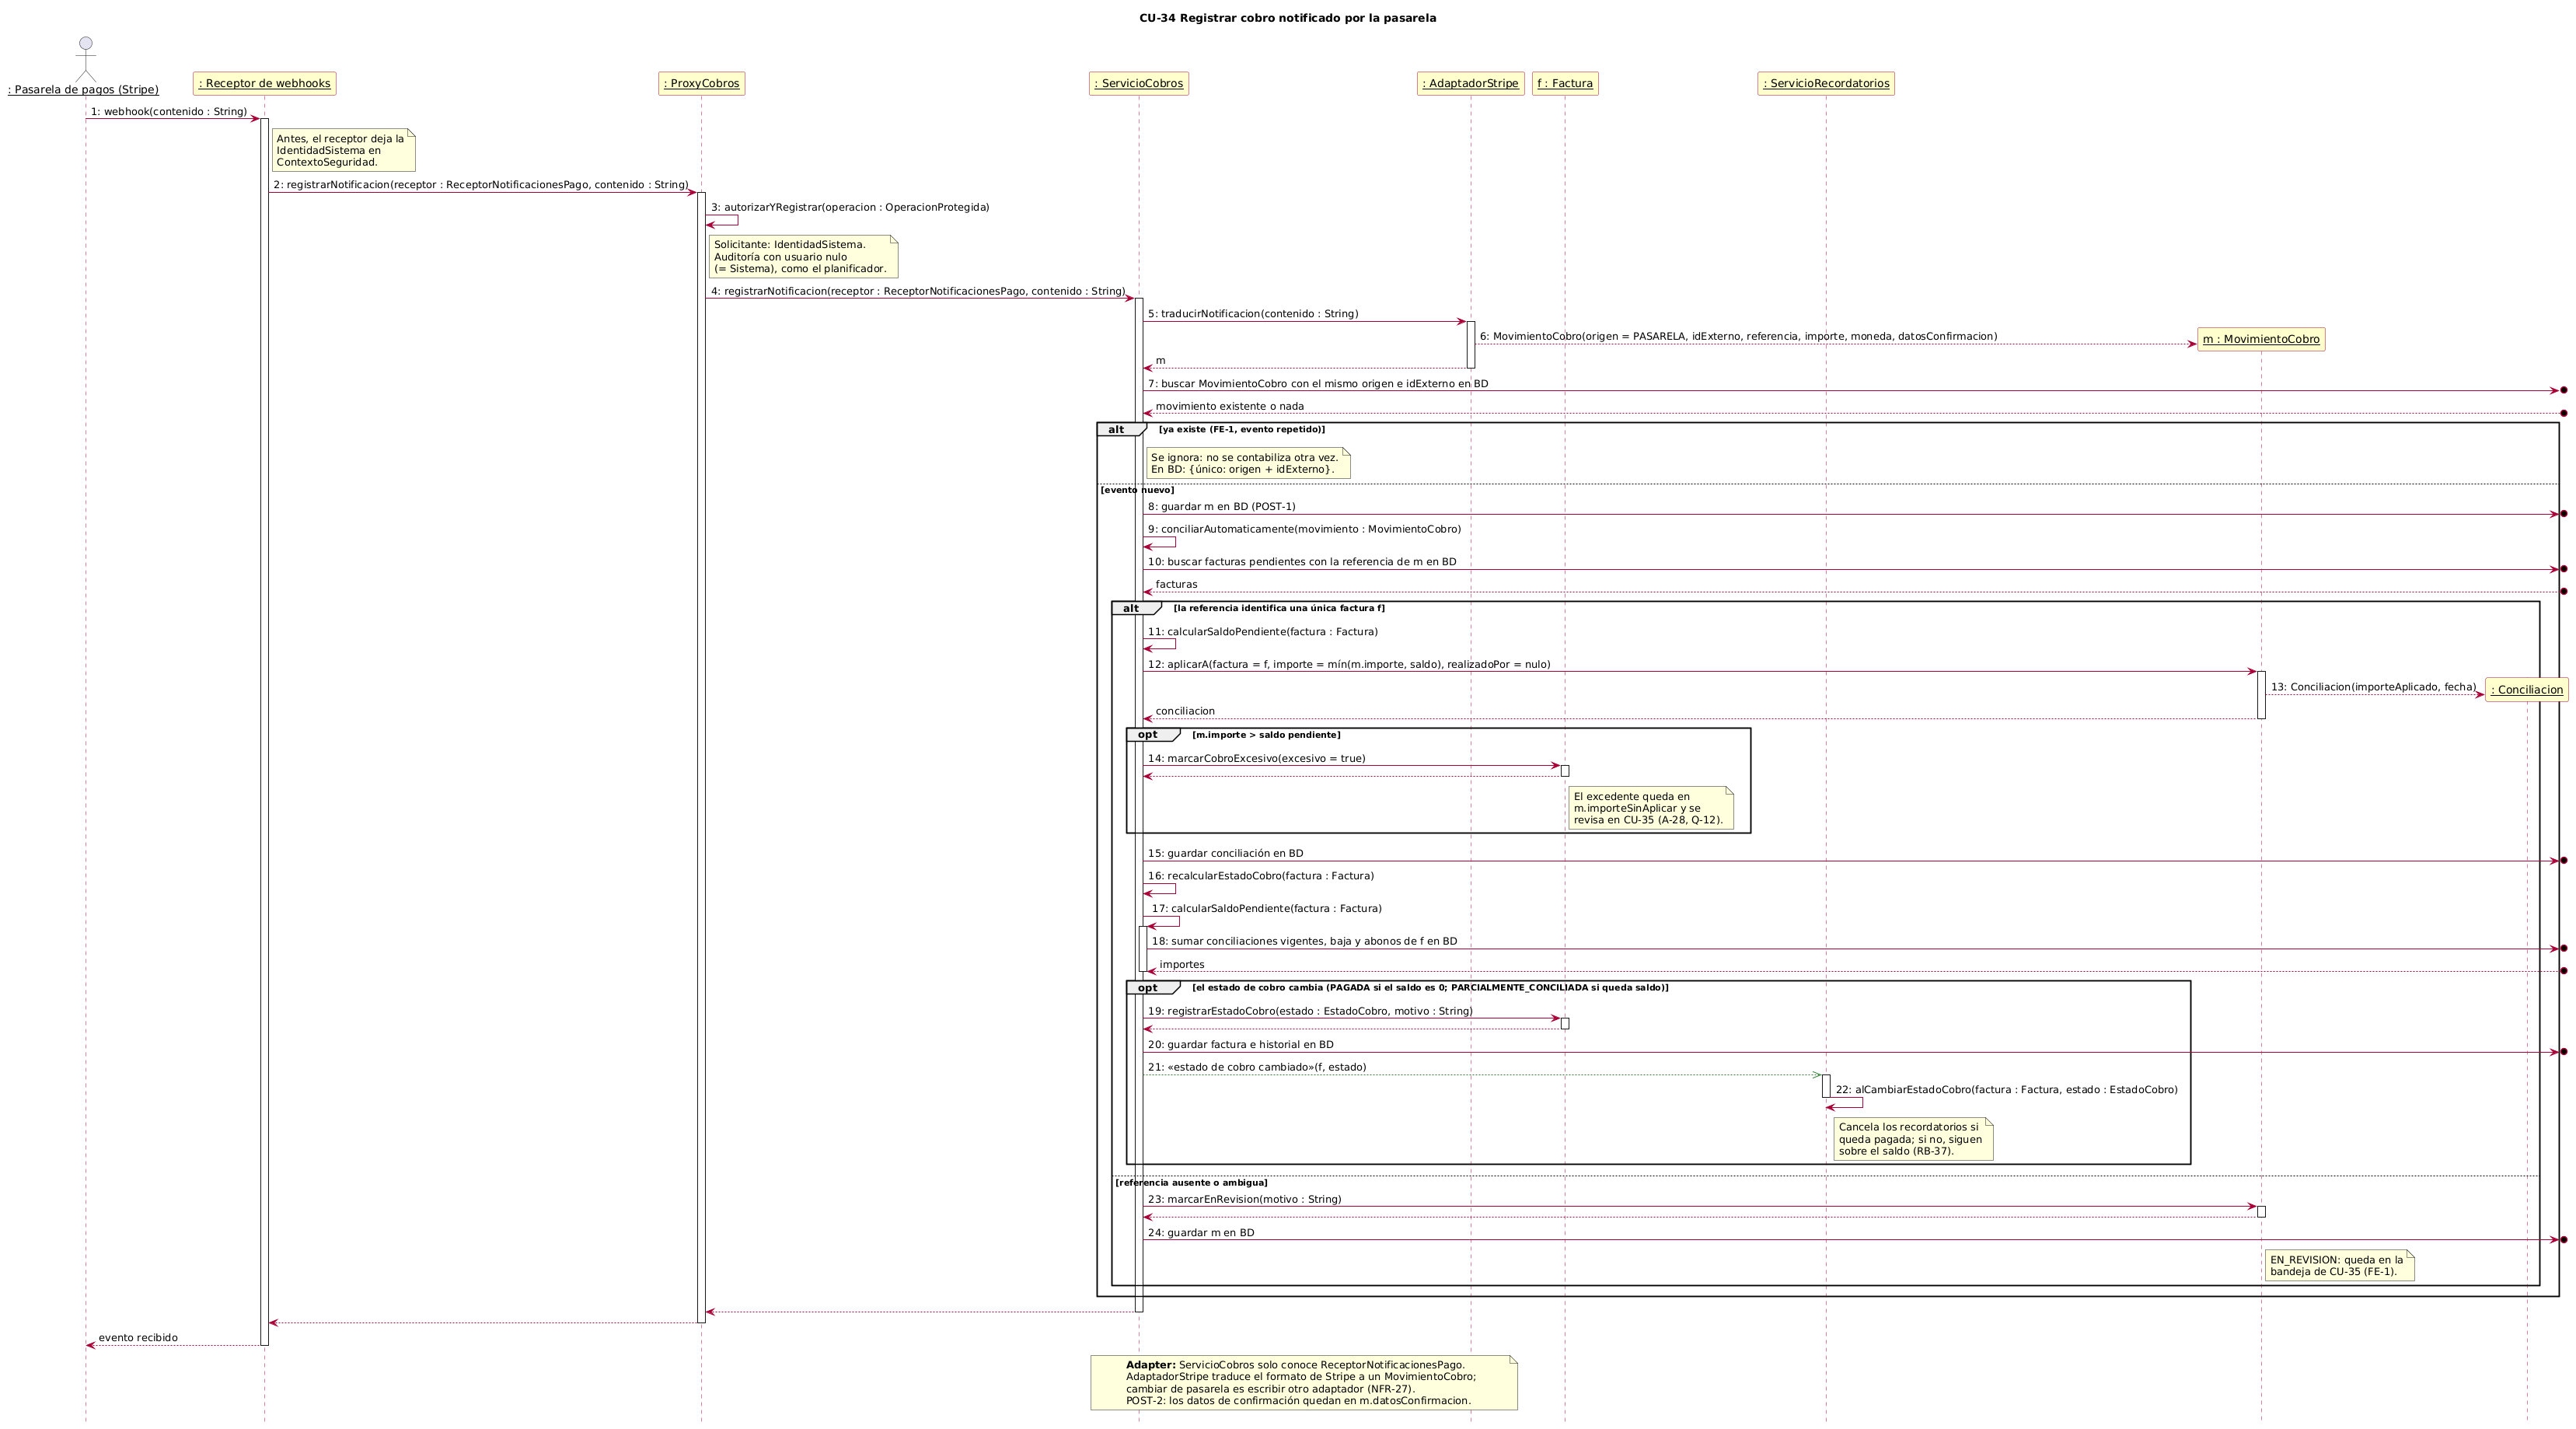 CU-34 Registrar cobro notificado por la pasarela
: Pasarela de pagos (Stripe)
: Receptor de webhooks
: ProxyCobros
: ServicioCobros
: AdaptadorStripe
f : Factura
: ServicioRecordatorios
1: webhook(contenido : String)
Antes, el receptor deja la
IdentidadSistema en
ContextoSeguridad.
2: registrarNotificacion(receptor : ReceptorNotificacionesPago, contenido : String)
3: autorizarYRegistrar(operacion : OperacionProtegida)
Solicitante: IdentidadSistema.
Auditoría con usuario nulo
(= Sistema), como el planificador.
4: registrarNotificacion(receptor : ReceptorNotificacionesPago, contenido : String)
5: traducirNotificacion(contenido : String)
6: MovimientoCobro(origen = PASARELA, idExterno, referencia, importe, moneda, datosConfirmacion)
m : MovimientoCobro
m
7: buscar MovimientoCobro con el mismo origen e idExterno en BD
movimiento existente o nada
alt [ya existe (FE-1, evento repetido)]
Se ignora: no se contabiliza otra vez.
En BD: {único: origen + idExterno}.
[evento nuevo]
8: guardar m en BD (POST-1)
9: conciliarAutomaticamente(movimiento : MovimientoCobro)
10: buscar facturas pendientes con la referencia de m en BD
facturas
alt [la referencia identifica una única factura f]
11: calcularSaldoPendiente(factura : Factura)
12: aplicarA(factura = f, importe = mín(m.importe, saldo), realizadoPor = nulo)
13: Conciliacion(importeAplicado, fecha)
: Conciliacion
conciliacion
opt [m.importe > saldo pendiente]
14: marcarCobroExcesivo(excesivo = true)
El excedente queda en
m.importeSinAplicar y se
revisa en CU-35 (A-28, Q-12).
15: guardar conciliación en BD
16: recalcularEstadoCobro(factura : Factura)
17: calcularSaldoPendiente(factura : Factura)
18: sumar conciliaciones vigentes, baja y abonos de f en BD
importes
opt [el estado de cobro cambia (PAGADA si el saldo es 0; PARCIALMENTE_CONCILIADA si queda saldo)]
19: registrarEstadoCobro(estado : EstadoCobro, motivo : String)
20: guardar factura e historial en BD
21: «estado de cobro cambiado»(f, estado)
22: alCambiarEstadoCobro(factura : Factura, estado : EstadoCobro)
Cancela los recordatorios si
queda pagada; si no, siguen
sobre el saldo (RB-37).
[referencia ausente o ambigua]
23: marcarEnRevision(motivo : String)
24: guardar m en BD
EN_REVISION: queda en la
bandeja de CU-35 (FE-1).
evento recibido
Adapter: ServicioCobros solo conoce ReceptorNotificacionesPago.
AdaptadorStripe traduce el formato de Stripe a un MovimientoCobro;
cambiar de pasarela es escribir otro adaptador (NFR-27).
POST-2: los datos de confirmación quedan en m.datosConfirmacion.